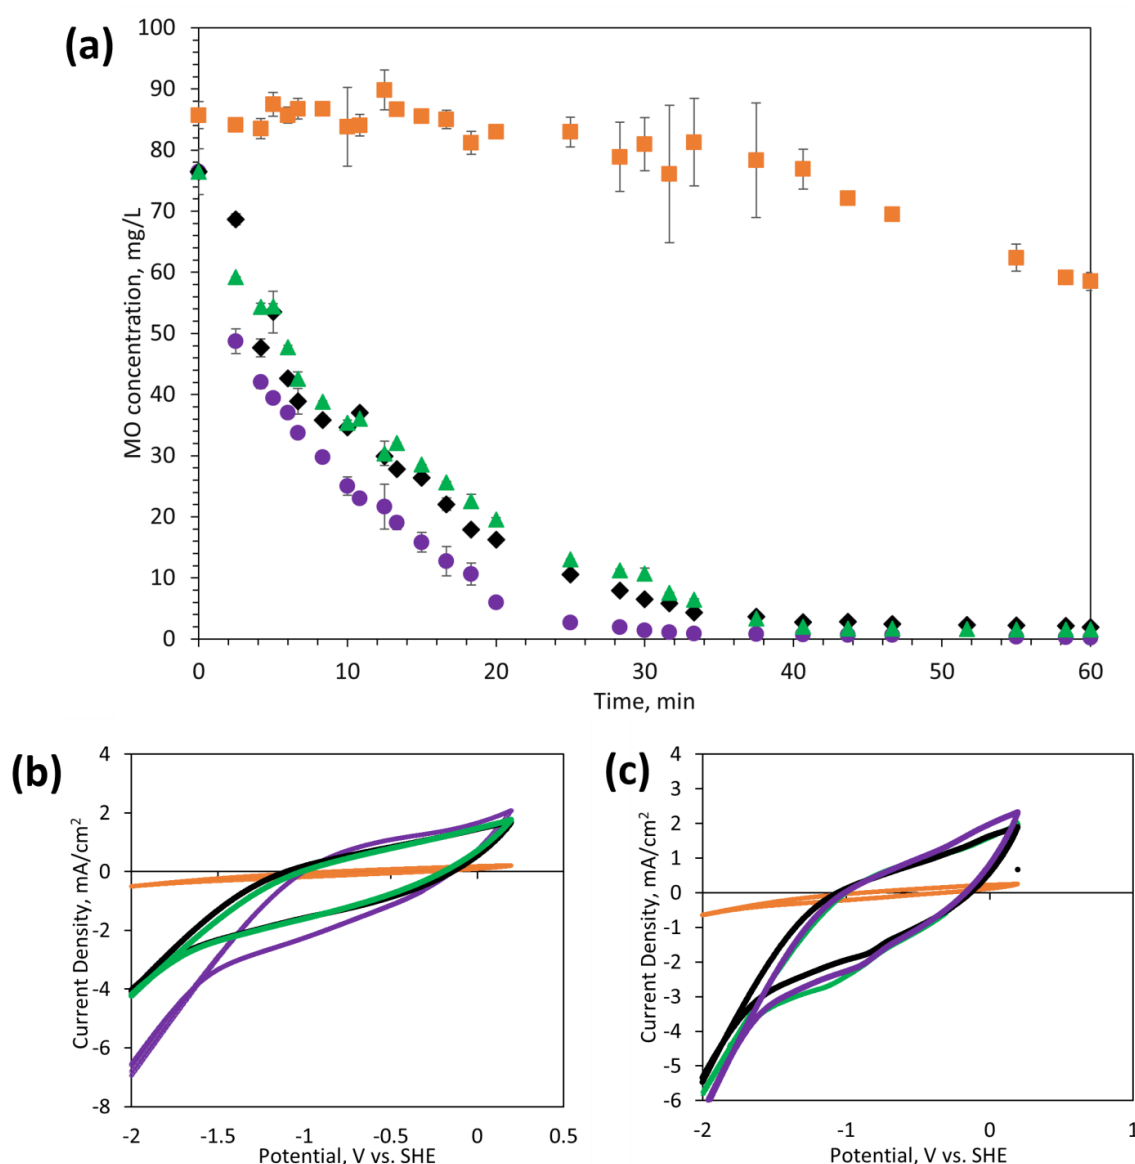 (a)
MO concentration, mg/L
100
90
80
70
60
50
40
30
20
10
0
0 10 20 30 40 50 60
Time, min
(b)
Current Density, mA/cm²
4
2
0
-2
-4
-6
-8
-2 -1.5 -1 -0.5 0 0.5
Potential, V vs. SHE
(c)
Current Density, mA/cm²
4
3
2
1
0
-1
-2
-3
-4
-5
-6
-2 -1 0 1
Potential, V vs. SHE